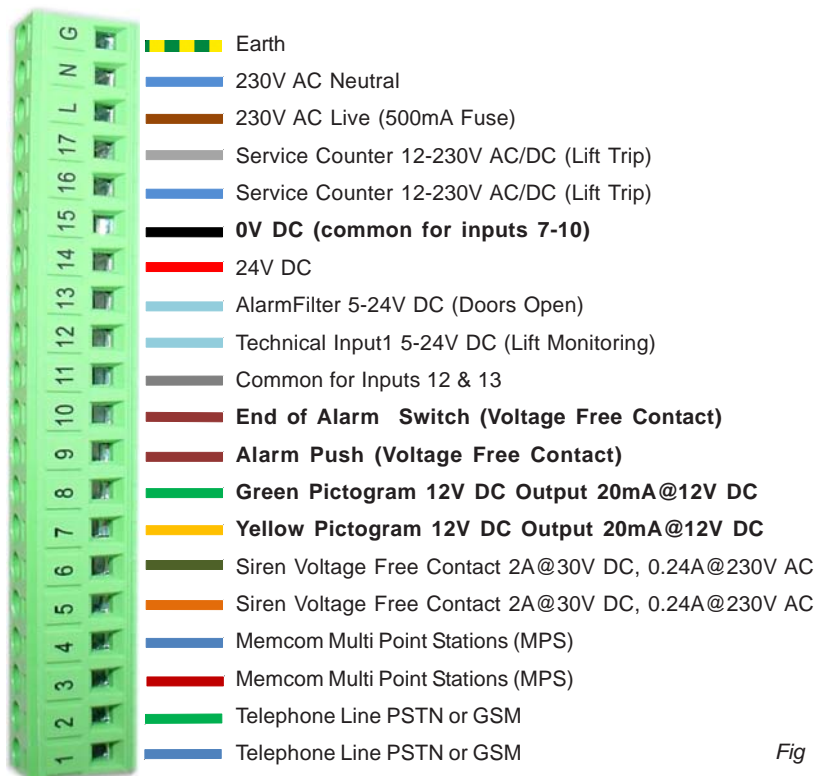 G Earth
N 230V AC Neutral
L 230V AC Live (500mA Fuse)
17 Service Counter 12-230V AC/DC (Lift Trip)
16 Service Counter 12-230V AC/DC (Lift Trip)
15 0V DC (common for inputs 7-10)
14 24V DC
13 AlarmFilter 5-24V DC (Doors Open)
12 Technical Input1 5-24V DC (Lift Monitoring)
11 Common for Inputs 12 & 13
10 End of Alarm Switch (Voltage Free Contact)
9 Alarm Push (Voltage Free Contact)
8 Green Pictogram 12V DC Output 20mA@12V DC
7 Yellow Pictogram 12V DC Output 20mA@12V DC
6 Siren Voltage Free Contact 2A@30V DC, 0.24A@230V AC
5 Siren Voltage Free Contact 2A@30V DC, 0.24A@230V AC
4 Memcom Multi Point Stations (MPS)
3 Memcom Multi Point Stations (MPS)
2 Telephone Line PSTN or GSM
1 Telephone Line PSTN or GSM
Fig